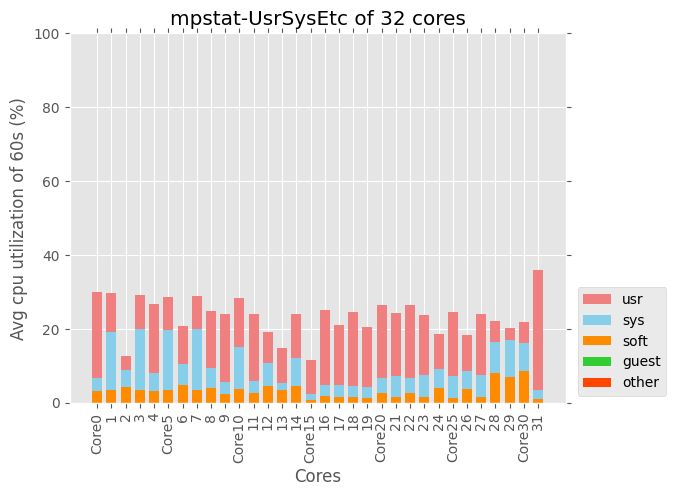 mpstat-UsrSysEtc of 32 cores
Avg cpu utilization of 60s (%)
100
80
60
40
20
0
Core0
1
2
3
4
Core5
6
7
8
9
Core10
11
12
13
14
Core15
16
17
18
19
Core20
21
22
23
24
Core25
26
27
28
29
Core30
31
Cores
usr
sys
soft
guest
other